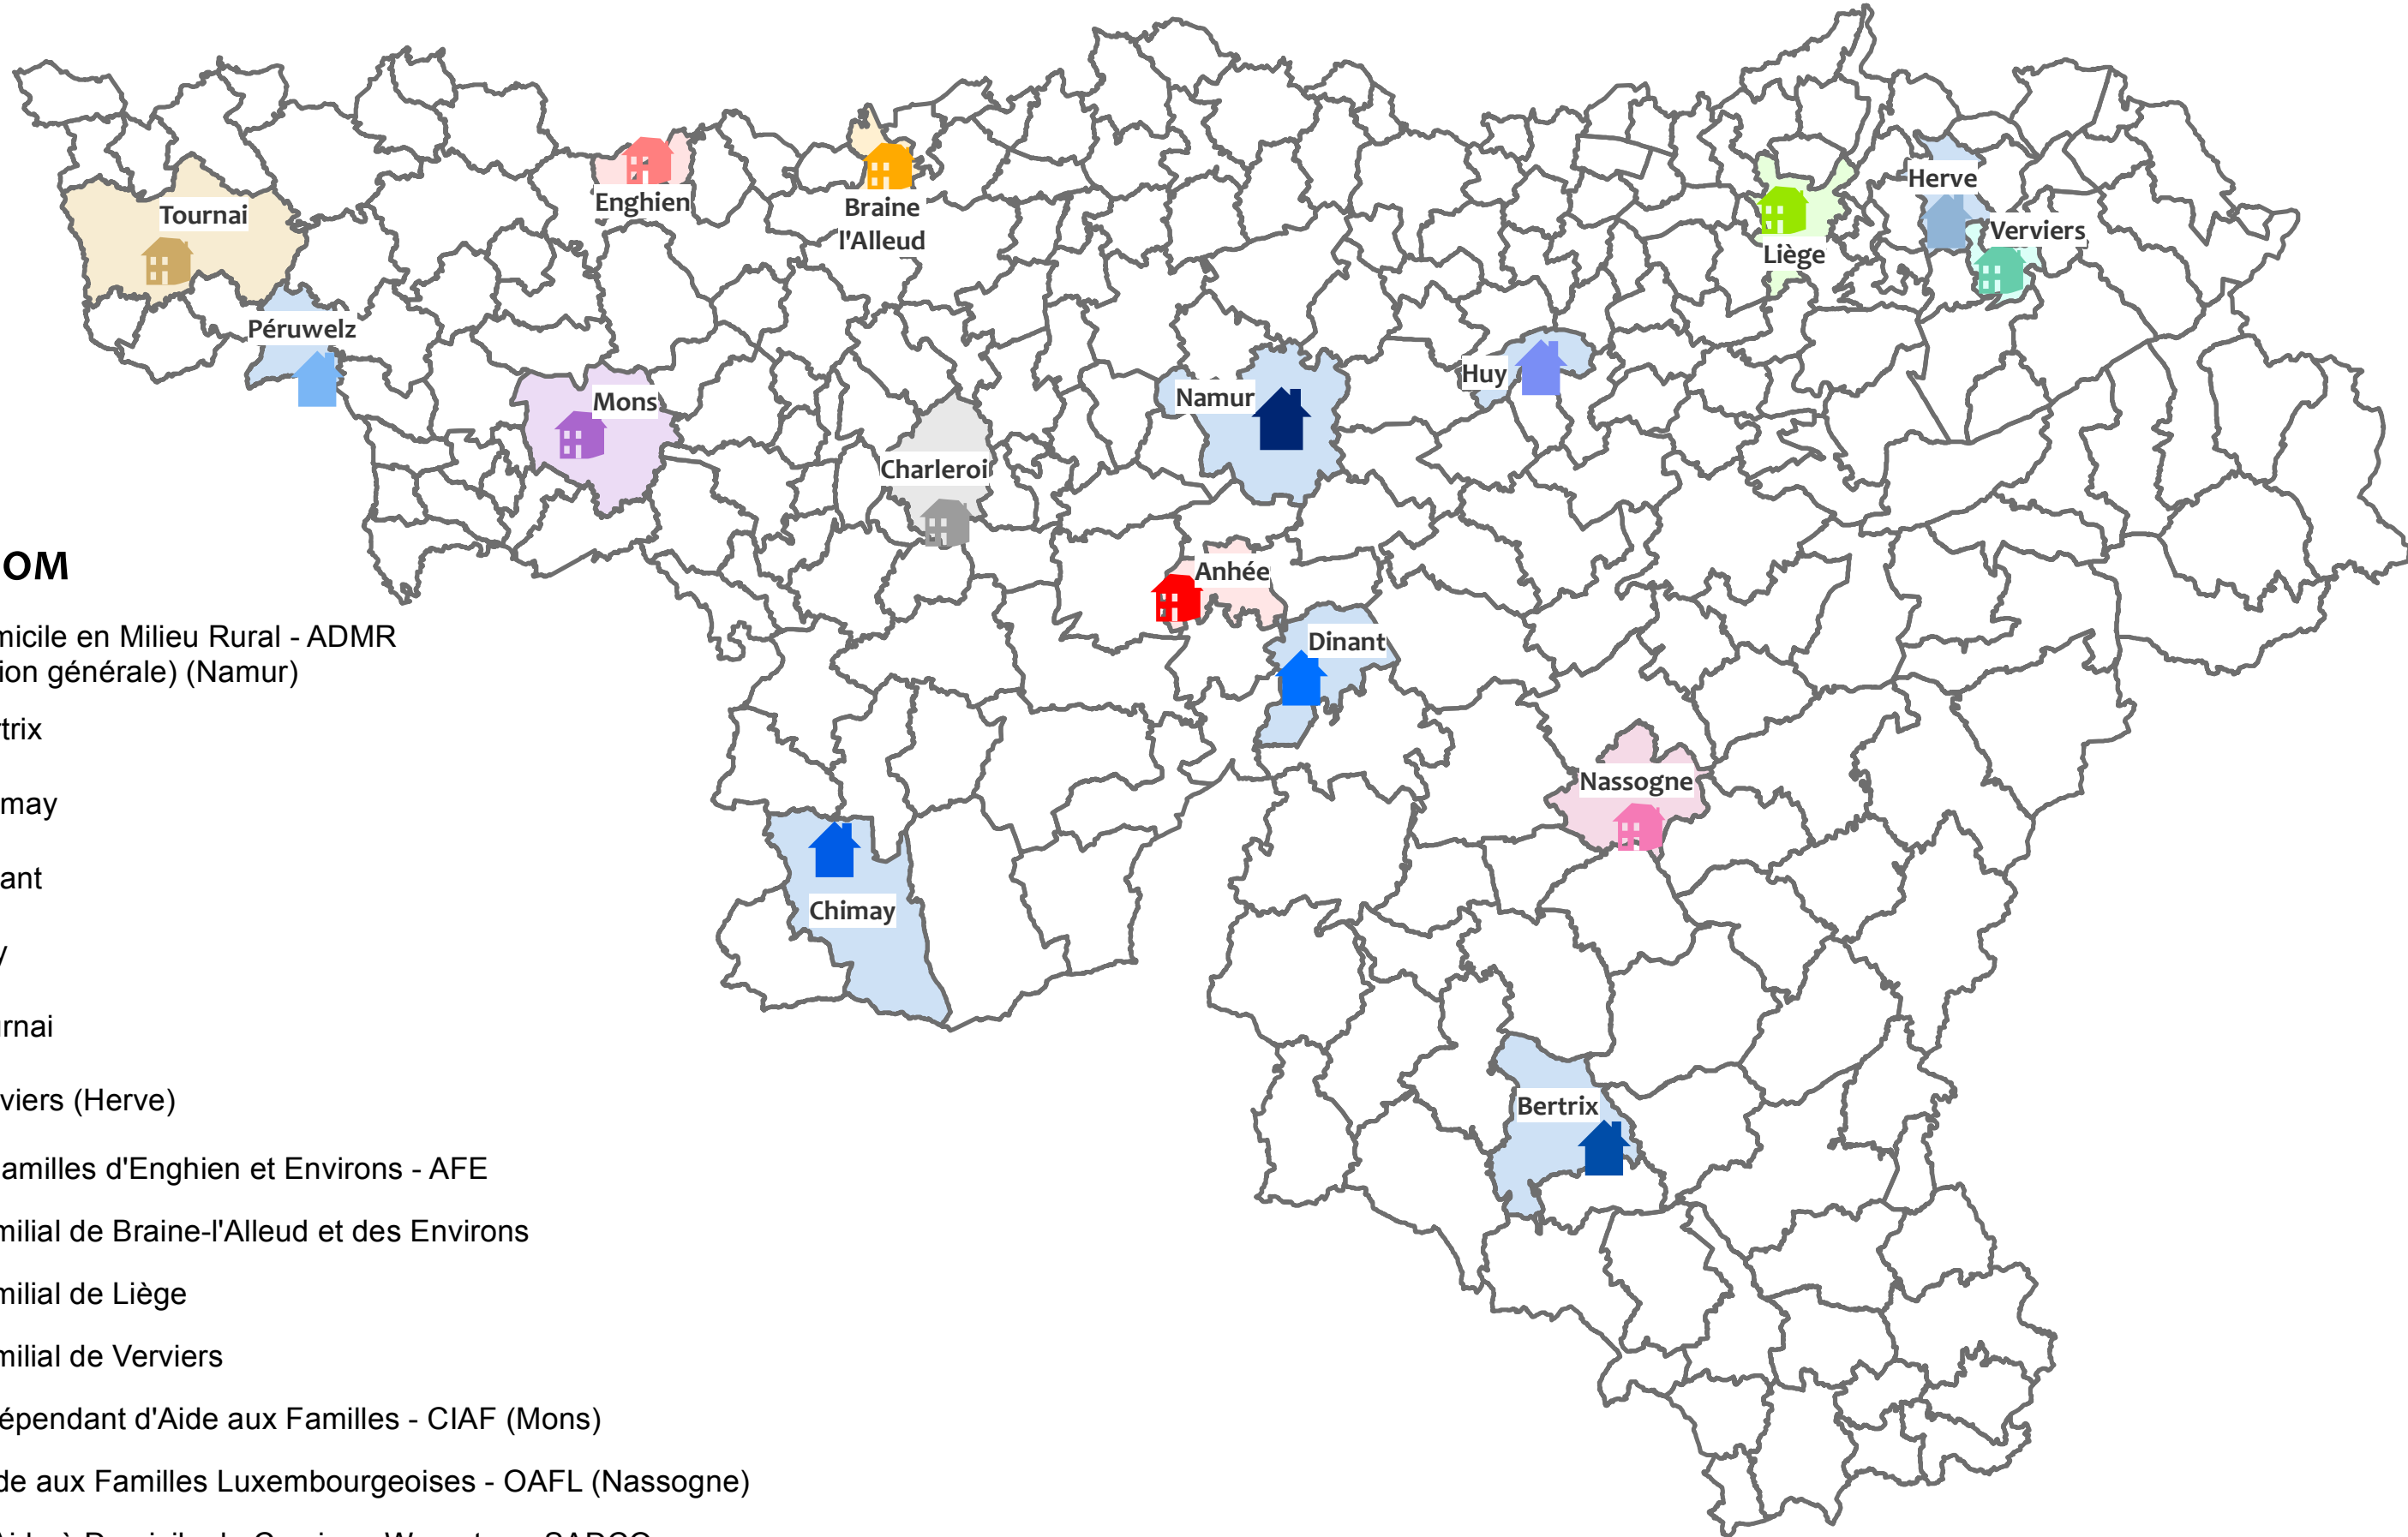 Tournai
Enghien
Braine
l'Alleud
Herve
Verviers
Liège
Péruwelz
Mons
Namur
Huy
Charleroi
Anhée
Dinant
Nassogne
Chimay
Bertrix
OM
micile en Milieu Rural - ADMR
ion générale) (Namur)
rtrix
may
ant
y
urnai
viers (Herve)
amilles d'Enghien et Environs - AFE
milial de Braine-l'Alleud et des Environs
milial de Liège
milial de Verviers
épendant d'Aide aux Familles - CIAF (Mons)
de aux Familles Luxembourgeoises - OAFL (Nassogne)